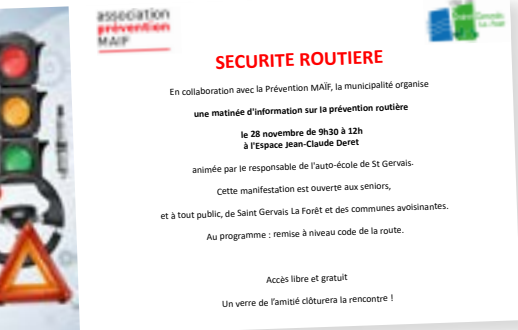 association
prévention
MAIF
Saint Gervais
La Forêt
SECURITE ROUTIERE
En collaboration avec la Prévention MAÏF, la municipalité organise
une matinée d'information sur la prévention routière
le 28 novembre de 9h30 à 12h
à l'Espace Jean-Claude Deret
animée par le responsable de l'auto-école de St Gervais.
Cette manifestation est ouverte aux seniors,
et à tout public, de Saint Gervais La Forêt et des communes avoisinantes.
Au programme : remise à niveau code de la route.
Accès libre et gratuit
Un verre de l'amitié clôturera la rencontre !